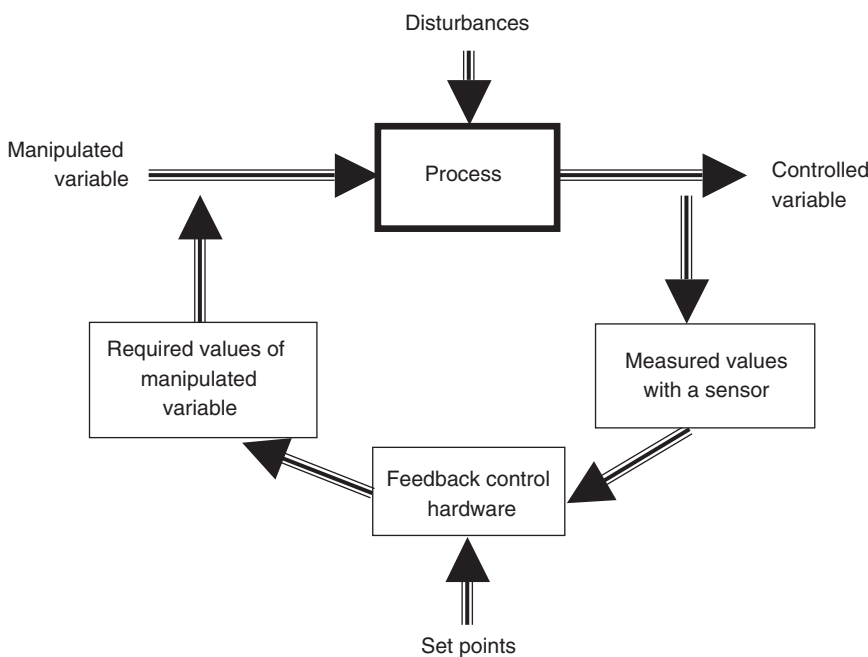 Disturbances
Manipulated
variable
Process
Controlled
variable
Required values of
manipulated
variable
Measured values
with a sensor
Feedback control
hardware
Set points